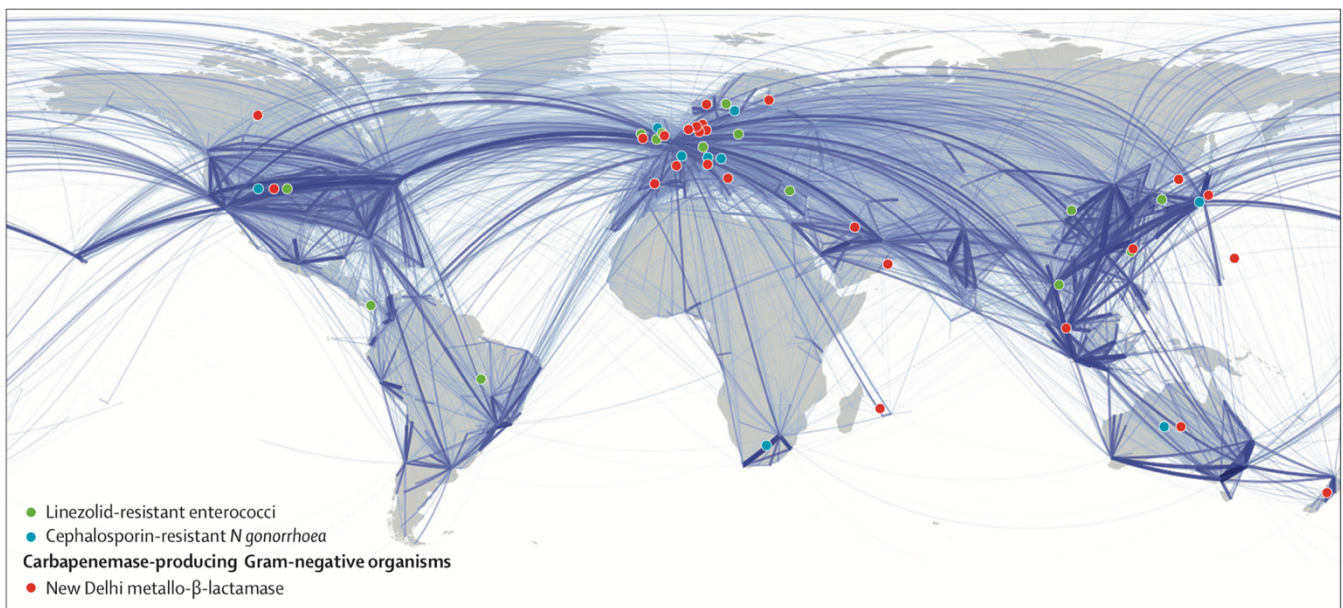 Linezolid-resistant enterococci
Cephalosporin-resistant N gonorrhoea
Carbapenemase-producing Gram-negative organisms
New Delhi metallo-β-lactamase